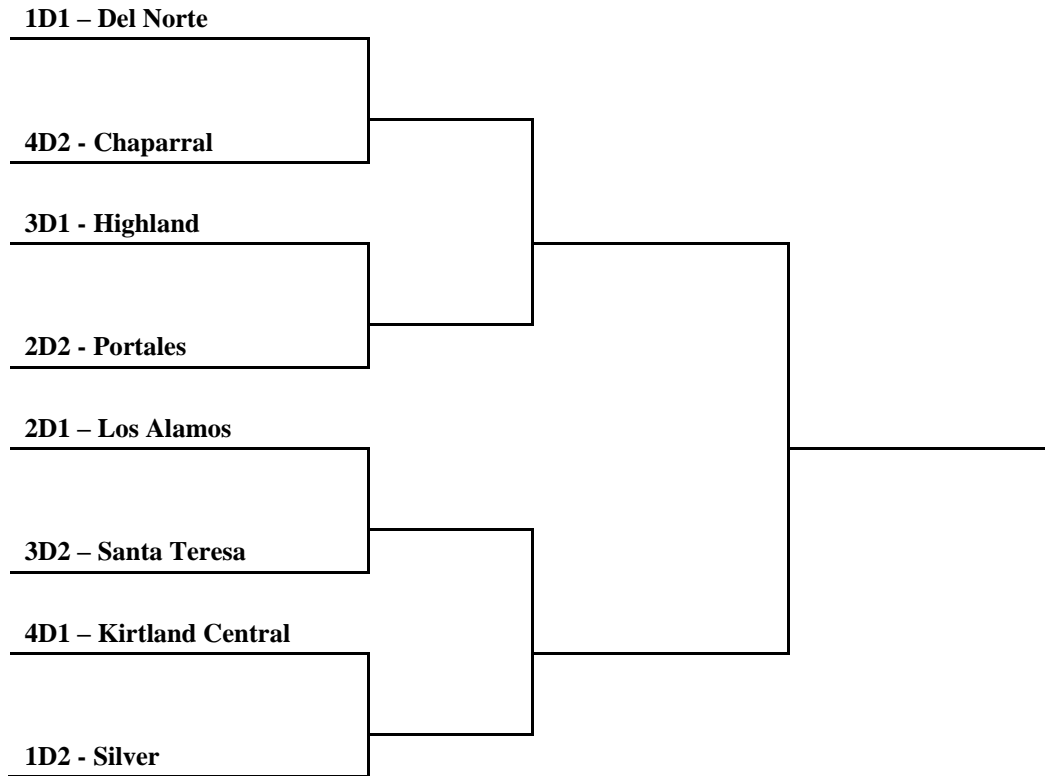 1D1 – Del Norte
4D2 - Chaparral
3D1 - Highland
2D2 - Portales
2D1 – Los Alamos
3D2 – Santa Teresa
4D1 – Kirtland Central
1D2 - Silver